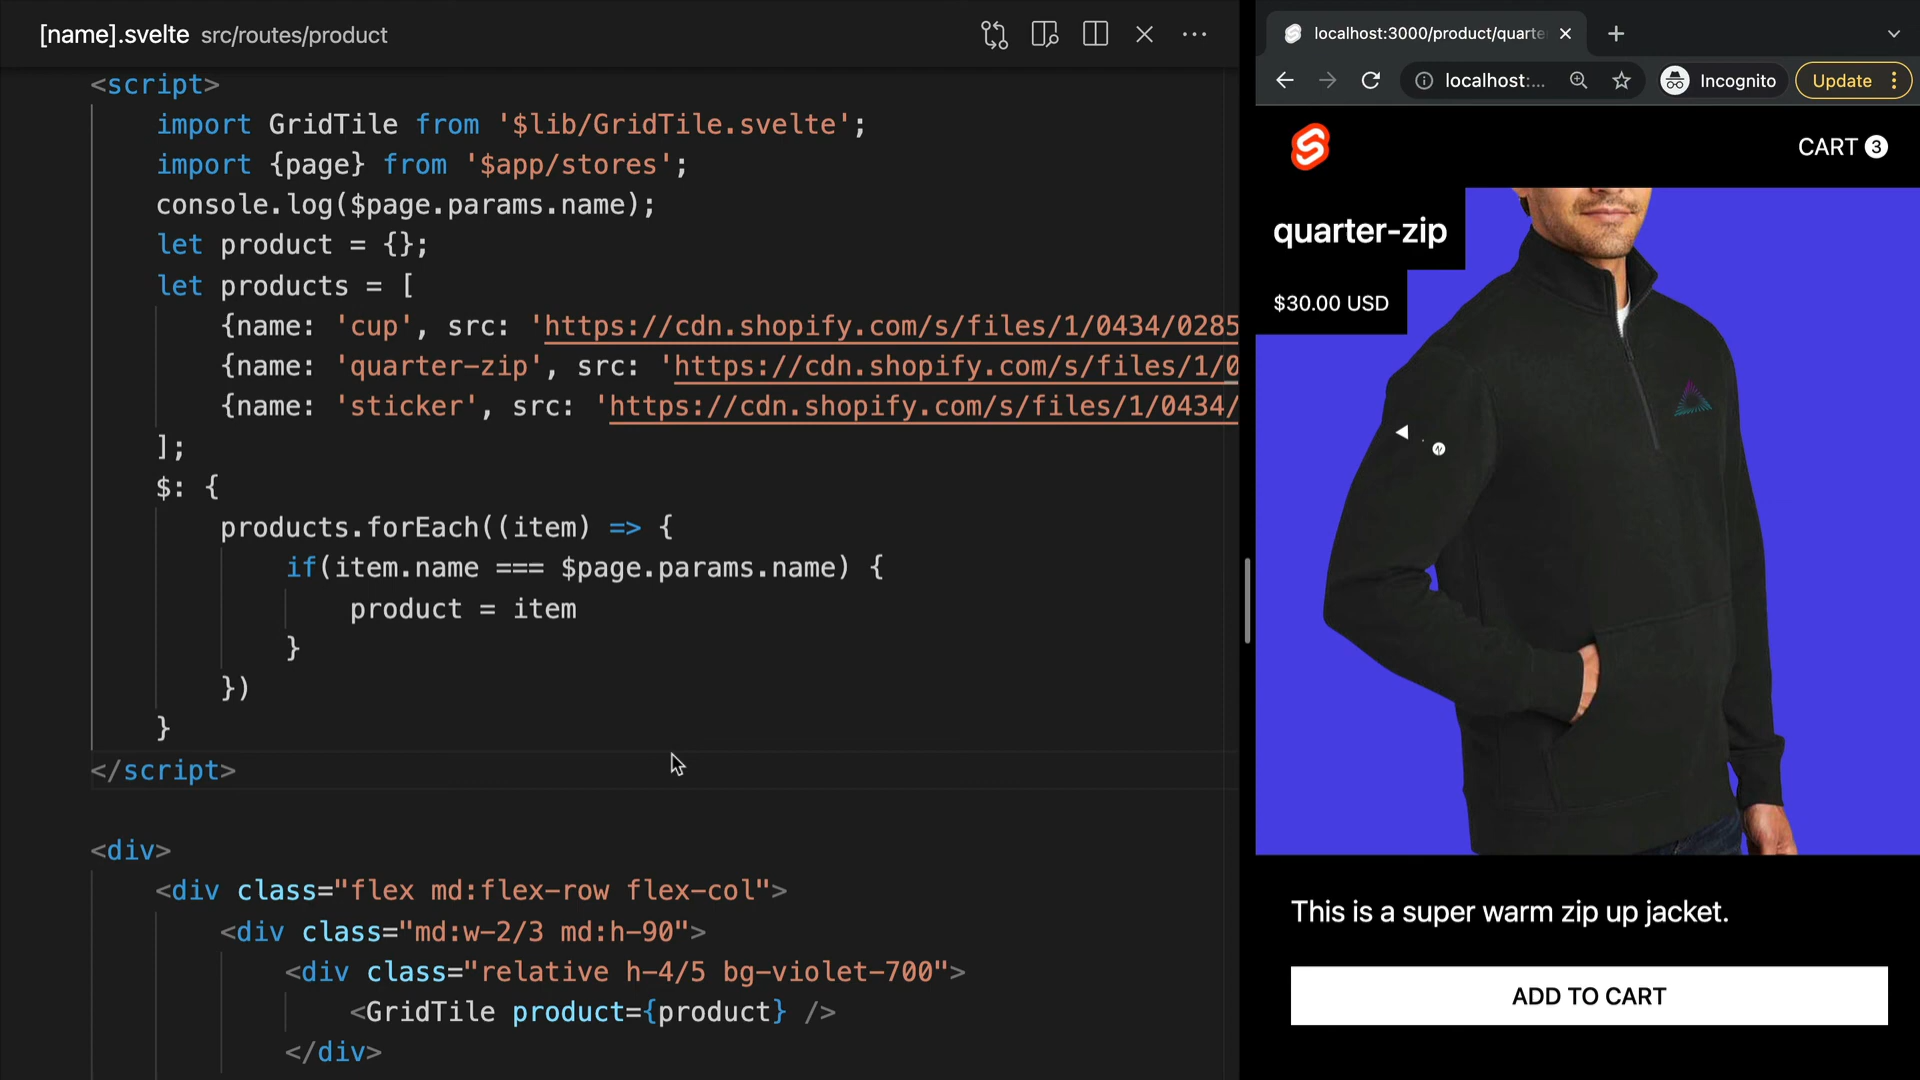 [name].svelte src/routes/product
<script>
import GridTile from '$lib/GridTile.svelte';
import {page} from '$app/stores';
console.log($page.params.name);
let product = {};
let products = [
{name: 'cup', src: 'https://cdn.shopify.com/s/files/1/0434/0285
{name: 'quarter-zip', src: 'https://cdn.shopify.com/s/files/1/0
{name: 'sticker', src: 'https://cdn.shopify.com/s/files/1/0434/
];
$: {
products.forEach((item) => {
if(item.name === $page.params.name) {
product = item
}
})
}
</script>
<div>
<div class="flex md:flex-row flex-col">
<div class="md:w-2/3 md:h-90">
<div class="relative h-4/5 bg-violet-700">
<GridTile product={product} />
</div>
localhost:3000/product/quarte
localhost:...
Incognito
Update
CART 3
quarter-zip
$30.00 USD
This is a super warm zip up jacket.
ADD TO CART